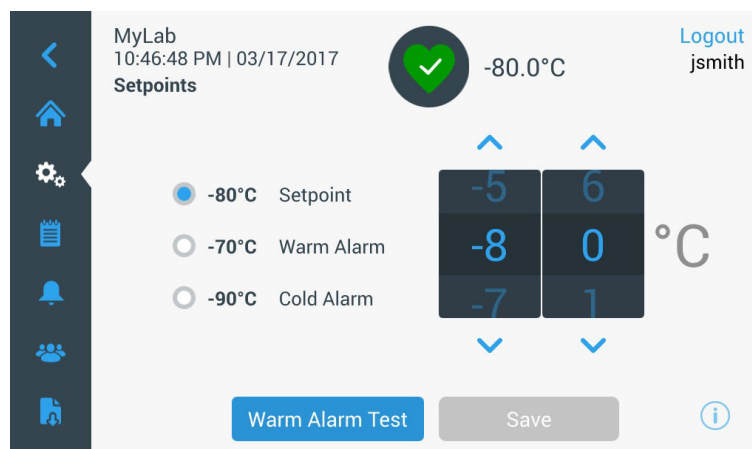 MyLab
10:46:48 PM | 03/17/2017
Setpoints
-80.0°C
Logout
jsmith
-80°C Setpoint
-70°C Warm Alarm
-90°C Cold Alarm
-5 6
-8 0 °C
-7 1
Warm Alarm Test
Save
i